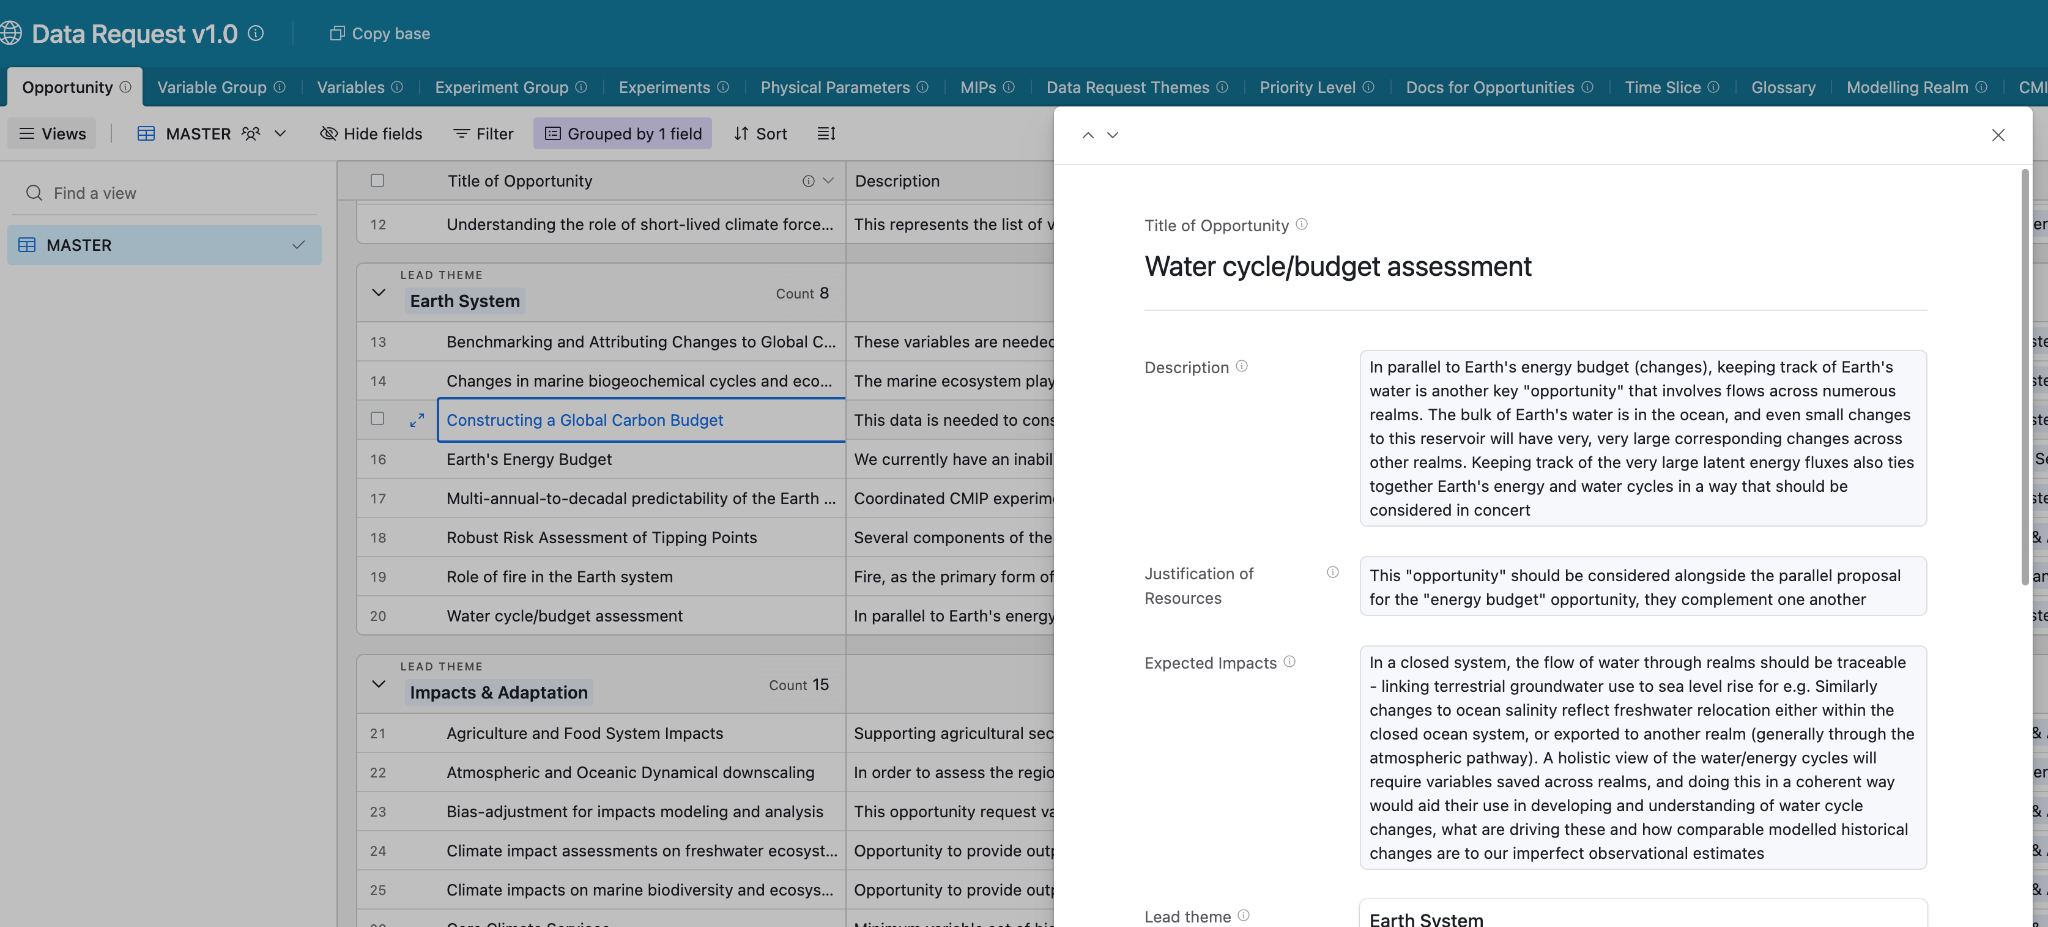 Data Request v1.0
Copy base
Opportunity
Variable Group
Variables
Experiment Group
Experiments
Physical Parameters
MIPs
Data Request Themes
Priority Level
Docs for Opportunities
Time Slice
Glossary
Modelling Realm
CMI
Views
MASTER
Hide fields
Filter
Grouped by 1 field
Sort
Find a view
MASTER
Title of Opportunity
Description
12 Understanding the role of short-lived climate force... This represents the list of v
LEAD THEME
Earth System
Count 8
13 Benchmarking and Attributing Changes to Global C... These variables are needed
14 Changes in marine biogeochemical cycles and eco... The marine ecosystem play
Constructing a Global Carbon Budget This data is needed to cons
16 Earth's Energy Budget We currently have an inabil
17 Multi-annual-to-decadal predictability of the Earth ... Coordinated CMIP experim
18 Robust Risk Assessment of Tipping Points Several components of the
19 Role of fire in the Earth system Fire, as the primary form of
20 Water cycle/budget assessment In parallel to Earth's energy
LEAD THEME
Impacts & Adaptation
Count 15
21 Agriculture and Food System Impacts Supporting agricultural sec
22 Atmospheric and Oceanic Dynamical downscaling In order to assess the regio
23 Bias-adjustment for impacts modeling and analysis This opportunity request va
24 Climate impact assessments on freshwater ecosyst... Opportunity to provide outp
25 Climate impacts on marine biodiversity and ecosys... Opportunity to provide outp
Title of Opportunity
Water cycle/budget assessment
Description
In parallel to Earth's energy budget (changes), keeping track of Earth's
water is another key "opportunity" that involves flows across numerous
realms. The bulk of Earth's water is in the ocean, and even small changes
to this reservoir will have very, very large corresponding changes across
other realms. Keeping track of the very large latent energy fluxes also ties
together Earth's energy and water cycles in a way that should be
considered in concert
Justification of
Resources
This "opportunity" should be considered alongside the parallel proposal
for the "energy budget" opportunity, they complement one another
Expected Impacts
In a closed system, the flow of water through realms should be traceable
- linking terrestrial groundwater use to sea level rise for e.g. Similarly
changes to ocean salinity reflect freshwater relocation either within the
closed ocean system, or exported to another realm (generally through the
atmospheric pathway). A holistic view of the water/energy cycles will
require variables saved across realms, and doing this in a coherent way
would aid their use in developing and understanding of water cycle
changes, what are driving these and how comparable modelled historical
changes are to our imperfect observational estimates
Lead theme
Earth System